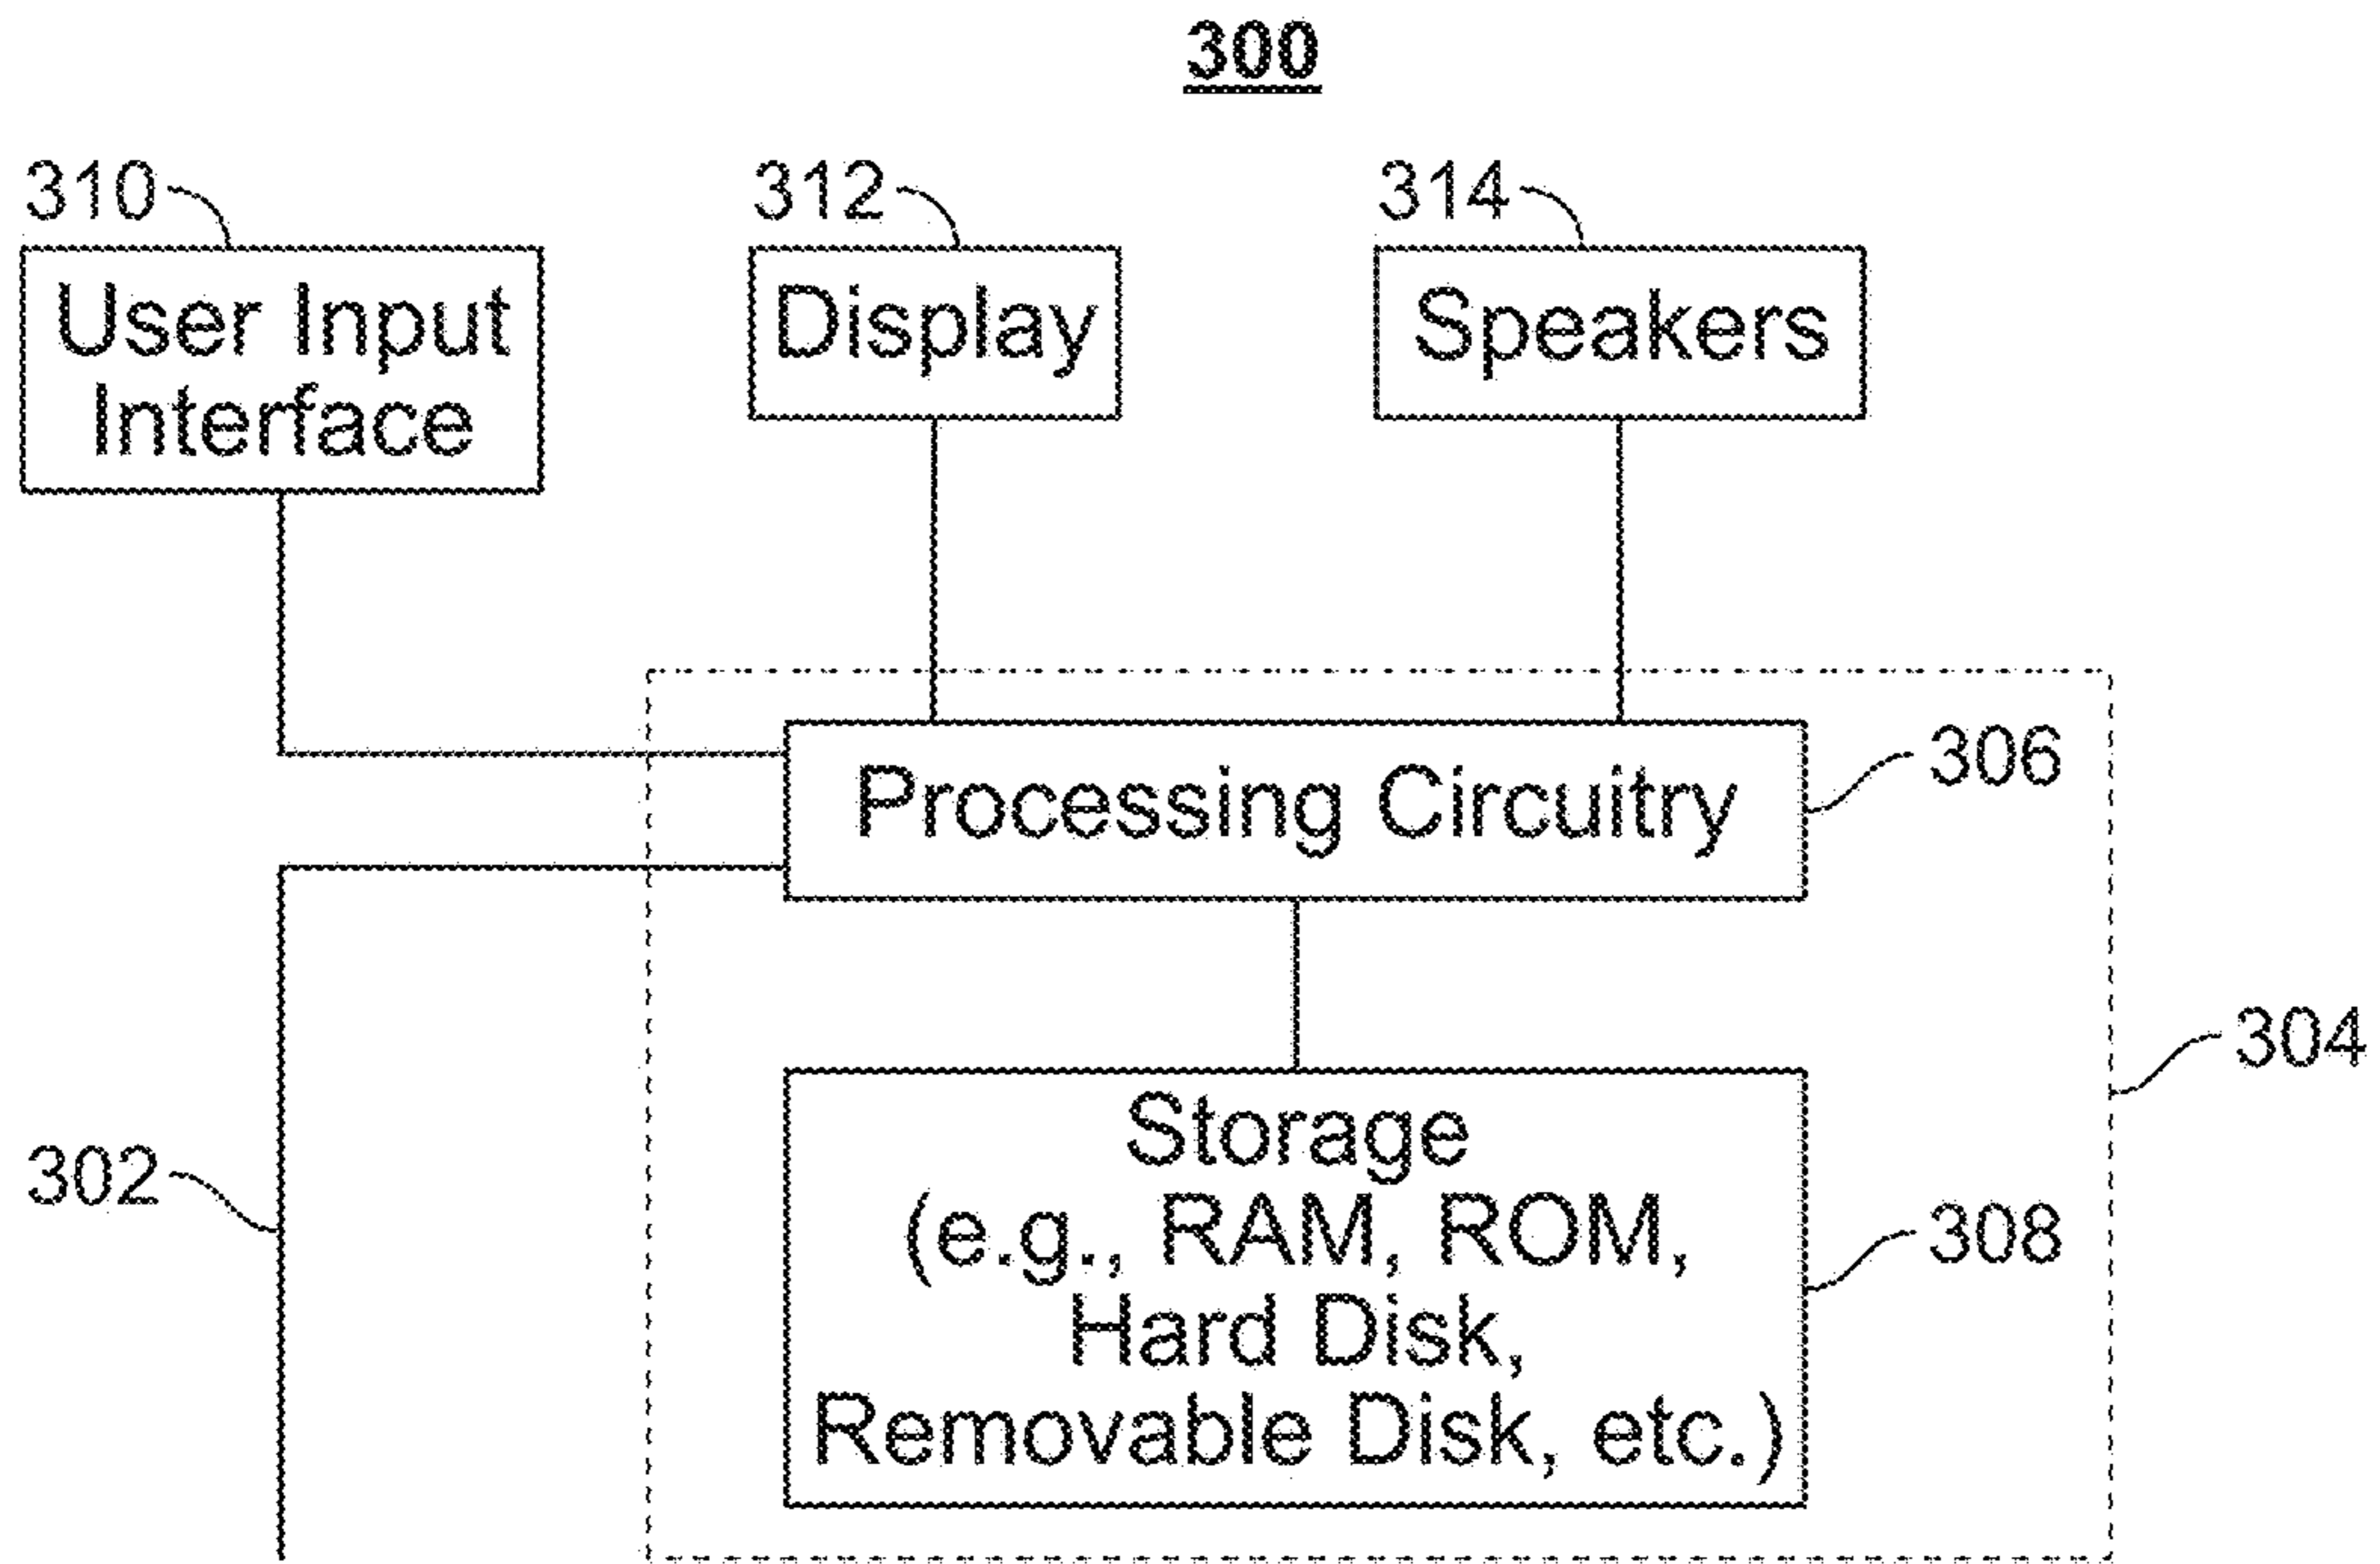 300
310
312
314
User Input
Interface
Display
Speakers
Processing Circuitry
306
304
302
Storage
(e.g., RAM, ROM,
Hard Disk,
Removable Disk, etc.)
308